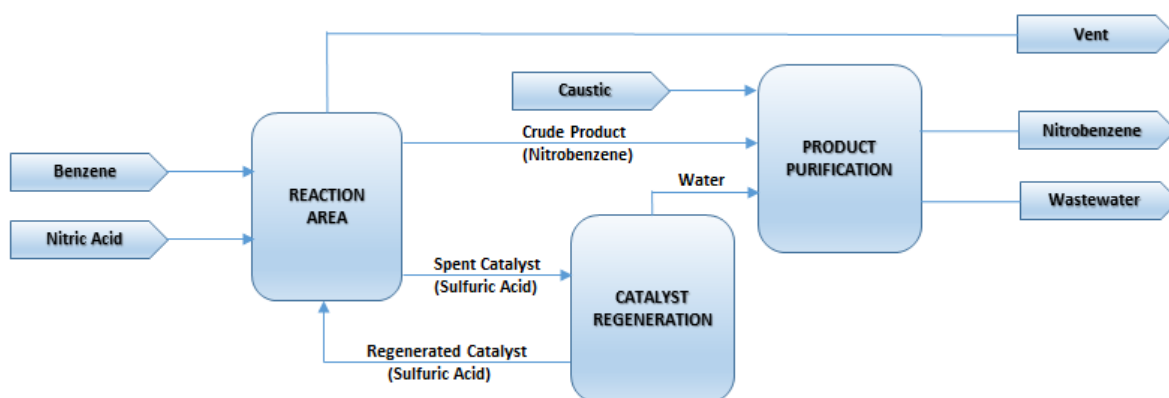 Vent
Caustic
Crude Product
(Nitrobenzene)
Nitrobenzene
PRODUCT
PURIFICATION
Benzene
Water
REACTION
AREA
Wastewater
Nitric Acid
Spent Catalyst
(Sulfuric Acid)
CATALYST
REGENERATION
Regenerated Catalyst
(Sulfuric Acid)